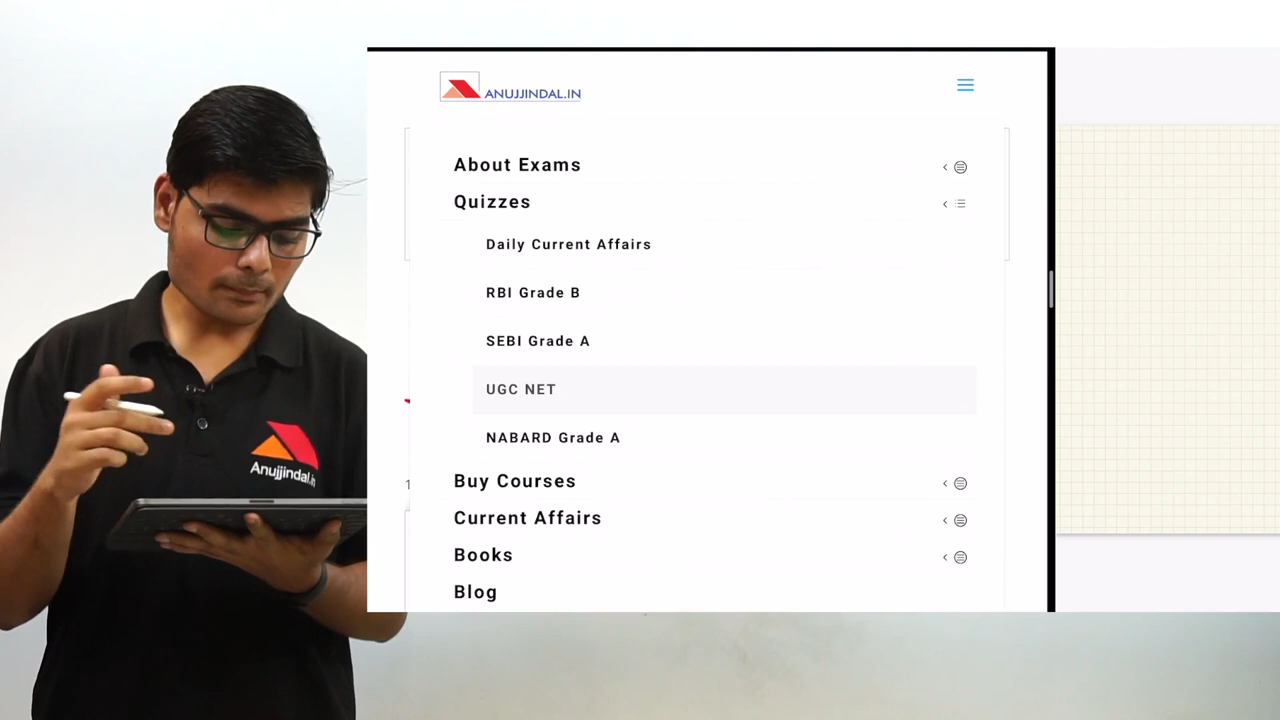 ANUJJINDAL.IN
About Exams
Quizzes
Daily Current Affairs
RBI Grade B
SEBI Grade A
UGC NET
NABARD Grade A
Buy Courses
Current Affairs
Books
Blog
Anujjindal.in
1